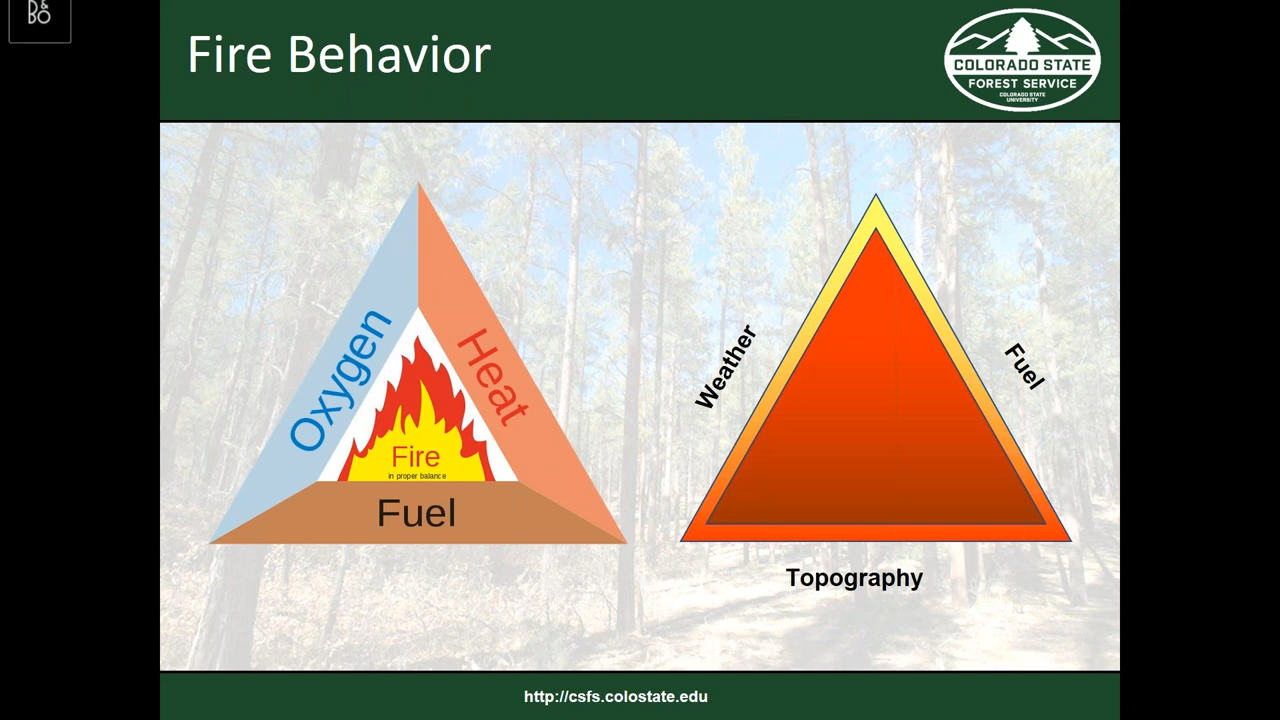 D&
BO
Fire Behavior
COLORADO STATE
FOREST SERVICE
COLORADO STATE
UNIVERSITY
Oxygen
Heat
Fire
in proper balance
Fuel
Weather
Fuel
Topography
http://csfs.colostate.edu